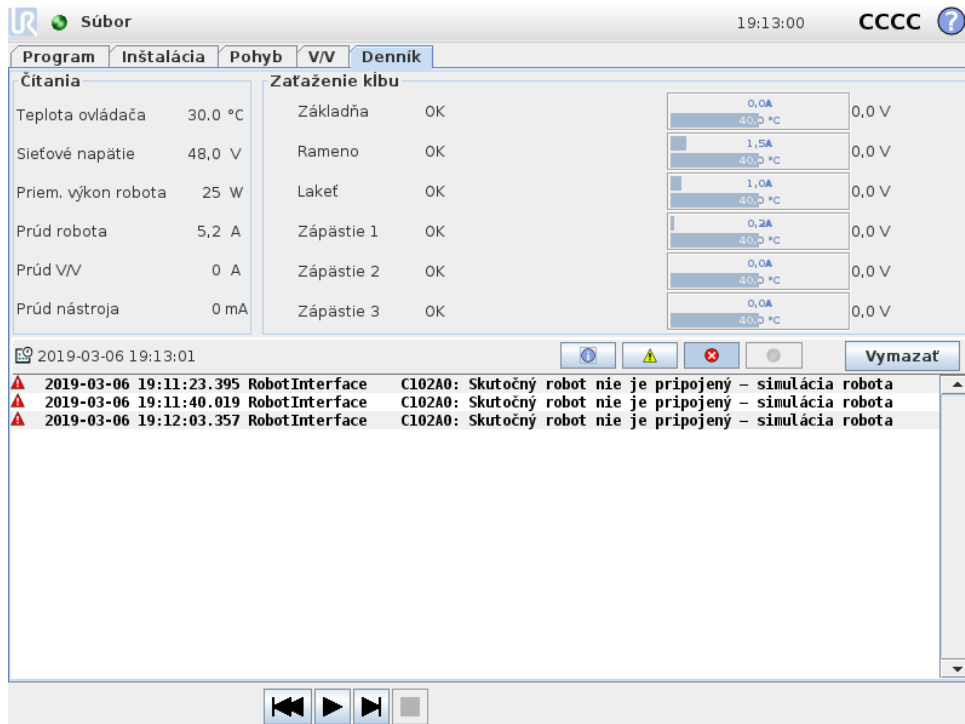 UR Súbor 19:13:00 CCCC ?
Program Inštalácia Pohyb V/V Denník
Čítania
Teplota ovládača 30.0 °C
Sieťové napätie 48,0 V
Priem. výkon robota 25 W
Prúd robota 5,2 A
Prúd V/V 0 A
Prúd nástroja 0 mA
Zaťaženie kĺbu
Základňa OK 0,0A 40.0 °C 0,0 V
Rameno OK 1,5A 40.0 °C 0,0 V
Lakeť OK 1,0A 40.0 °C 0,0 V
Zápästie 1 OK 0,2A 40.0 °C 0,0 V
Zápästie 2 OK 0,0A 40.0 °C 0,0 V
Zápästie 3 OK 0,0A 40.0 °C 0,0 V
2019-03-06 19:13:01 Vymazať
2019-03-06 19:11:23.395 RobotInterface C102A0: Skutočný robot nie je pripojený – simulácia robota
2019-03-06 19:11:40.019 RobotInterface C102A0: Skutočný robot nie je pripojený – simulácia robota
2019-03-06 19:12:03.357 RobotInterface C102A0: Skutočný robot nie je pripojený – simulácia robota